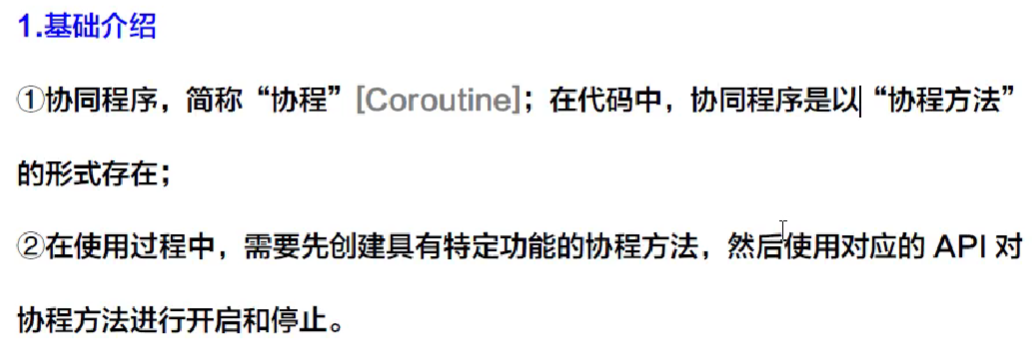 1.基础介绍
①协同程序，简称“协程”[Coroutine]；在代码中，协同程序是以“协程方法”
的形式存在；
②在使用过程中，需要先创建具有特定功能的协程方法，然后使用对应的 API 对
协程方法进行开启和停止。